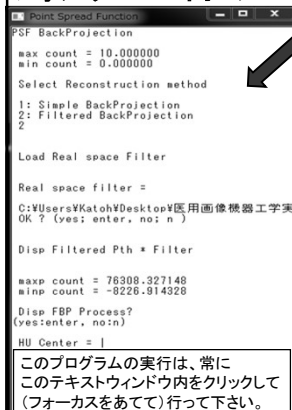 Point Spread Function
PSF BackProjection
max count = 10.000000
min count = 0.000000
Select Reconstruction method
1: Simple BackProjection
2: Filtered BackProjection
2
Load Real space Filter
Real space filter =
C:¥Users¥Katoh¥Desktop¥医用画像機器工学実
OK ? (yes; enter, no; n )
Disp Filtered Pth * Filter
maxp count = 76308.327148
minp count = -8226.914328
Disp FBP Process?
(yes:enter, no:n)
HU Center = |
このプログラムの実行は、常に
このテキストウィンドウ内をクリックして
(フォーカスをあてて)行って下さい。